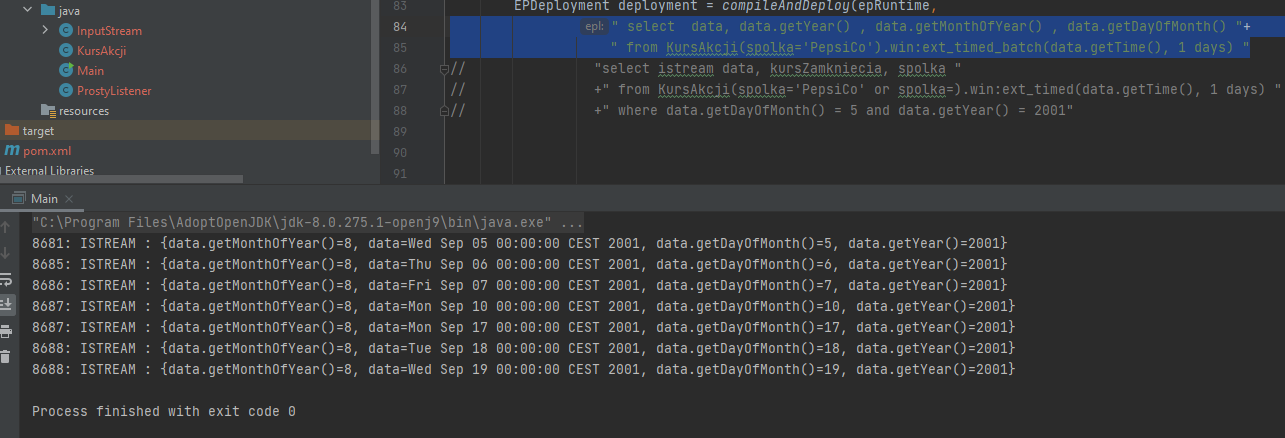 java
InputStream
KursAkcji
Main
ProstyListener
resources
target
pom.xml
External Libraries
83 EPDeployment deployment = compileAndDeploy(epRuntime,
84 epl: " select  data, data.getYear() , data.getMonthOfYear() , data.getDayOfMonth() "+
85 " from KursAkcji(spolka='PepsiCo').win:ext_timed_batch(data.getTime(), 1 days) "
86 // "select istream data, kursZamkniecia, spolka "
87 // +" from KursAkcji(spolka='PepsiCo' or spolka=).win:ext_timed(data.getTime(), 1 days) "
88 // +" where data.getDayOfMonth() = 5 and data.getYear() = 2001"
89
90
91
Main ×
"C:\Program Files\AdoptOpenJDK\jdk-8.0.275.1-openj9\bin\java.exe" ...
8681: ISTREAM : {data.getMonthOfYear()=8, data=Wed Sep 05 00:00:00 CEST 2001, data.getDayOfMonth()=5, data.getYear()=2001}
8685: ISTREAM : {data.getMonthOfYear()=8, data=Thu Sep 06 00:00:00 CEST 2001, data.getDayOfMonth()=6, data.getYear()=2001}
8686: ISTREAM : {data.getMonthOfYear()=8, data=Fri Sep 07 00:00:00 CEST 2001, data.getDayOfMonth()=7, data.getYear()=2001}
8687: ISTREAM : {data.getMonthOfYear()=8, data=Mon Sep 10 00:00:00 CEST 2001, data.getDayOfMonth()=10, data.getYear()=2001}
8687: ISTREAM : {data.getMonthOfYear()=8, data=Mon Sep 17 00:00:00 CEST 2001, data.getDayOfMonth()=17, data.getYear()=2001}
8688: ISTREAM : {data.getMonthOfYear()=8, data=Tue Sep 18 00:00:00 CEST 2001, data.getDayOfMonth()=18, data.getYear()=2001}
8688: ISTREAM : {data.getMonthOfYear()=8, data=Wed Sep 19 00:00:00 CEST 2001, data.getDayOfMonth()=19, data.getYear()=2001}
Process finished with exit code 0